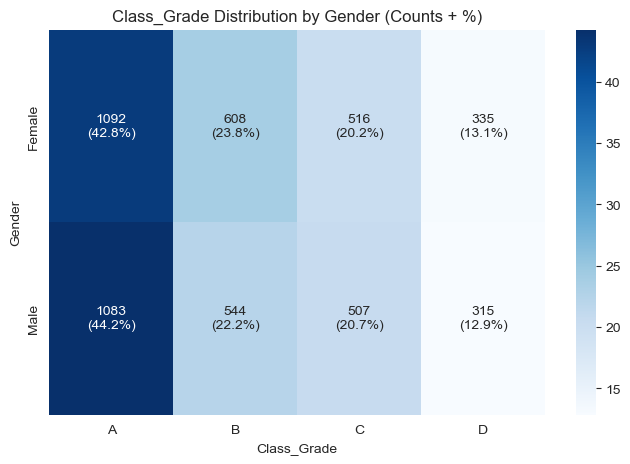 Class_Grade Distribution by Gender (Counts + %)
Gender
Female
1092
(42.8%)
608
(23.8%)
516
(20.2%)
335
(13.1%)
Male
1083
(44.2%)
544
(22.2%)
507
(20.7%)
315
(12.9%)
A
B
C
D
Class_Grade
40
35
30
25
20
15